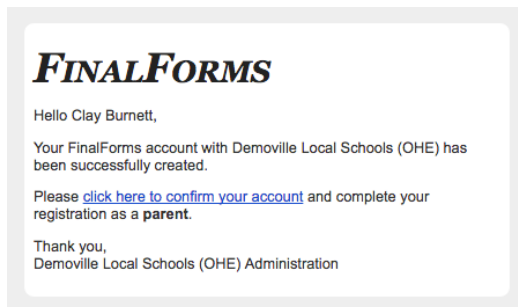 FINALFORMS
Hello Clay Burnett,
Your FinalForms account with Demoville Local Schools (OHE) has
been successfully created.
Please click here to confirm your account and complete your
registration as a parent.
Thank you,
Demoville Local Schools (OHE) Administration